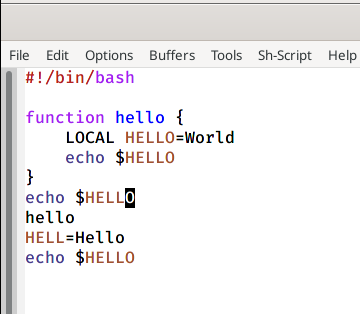 File Edit Options Buffers Tools Sh-Script Help
#!/bin/bash
function hello {
    LOCAL HELLO=World
    echo $HELLO
}
echo $HELLO
hello
HELL=Hello
echo $HELLO